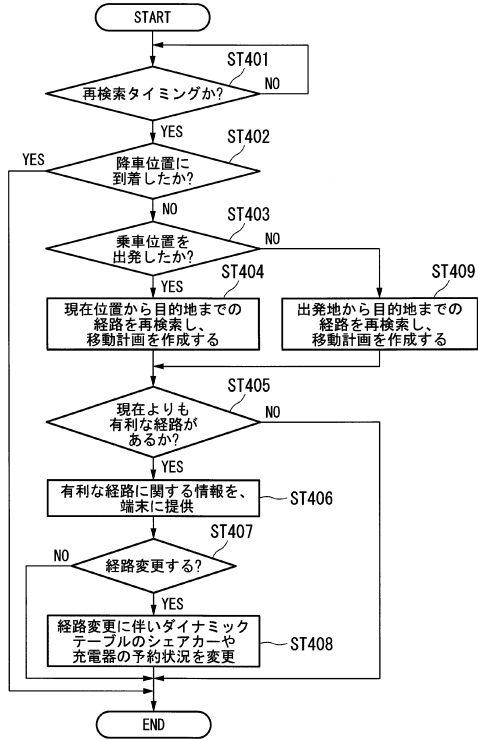 START
ST401
再検索タイミングか?
NO
YES
ST402
YES
降車位置に
到着したか?
NO
ST403
乗車位置を
出発したか?
NO
YES
ST404
ST409
現在位置から目的地までの
経路を再検索し、
移動計画を作成する
出発地から目的地までの
経路を再検索し、
移動計画を作成する
ST405
現在よりも
有利な経路が
あるか?
NO
YES
有利な経路に関する情報を、
端末に提供
ST406
ST407
NO
経路変更する?
YES
経路変更に伴いダイナミック
テーブルのシェアカーや
充電器の予約状況を変更
ST408
END